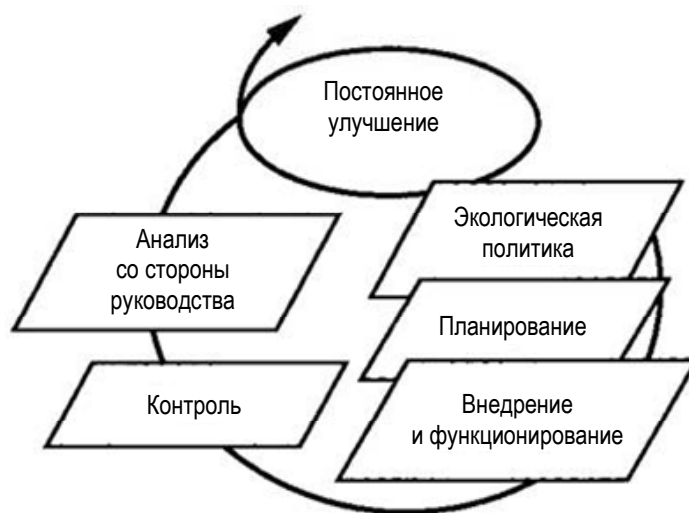 Постоянное
улучшение
Экологическая
политика
Планирование
Внедрение
и функционирование
Контроль
Анализ
со стороны
руководства